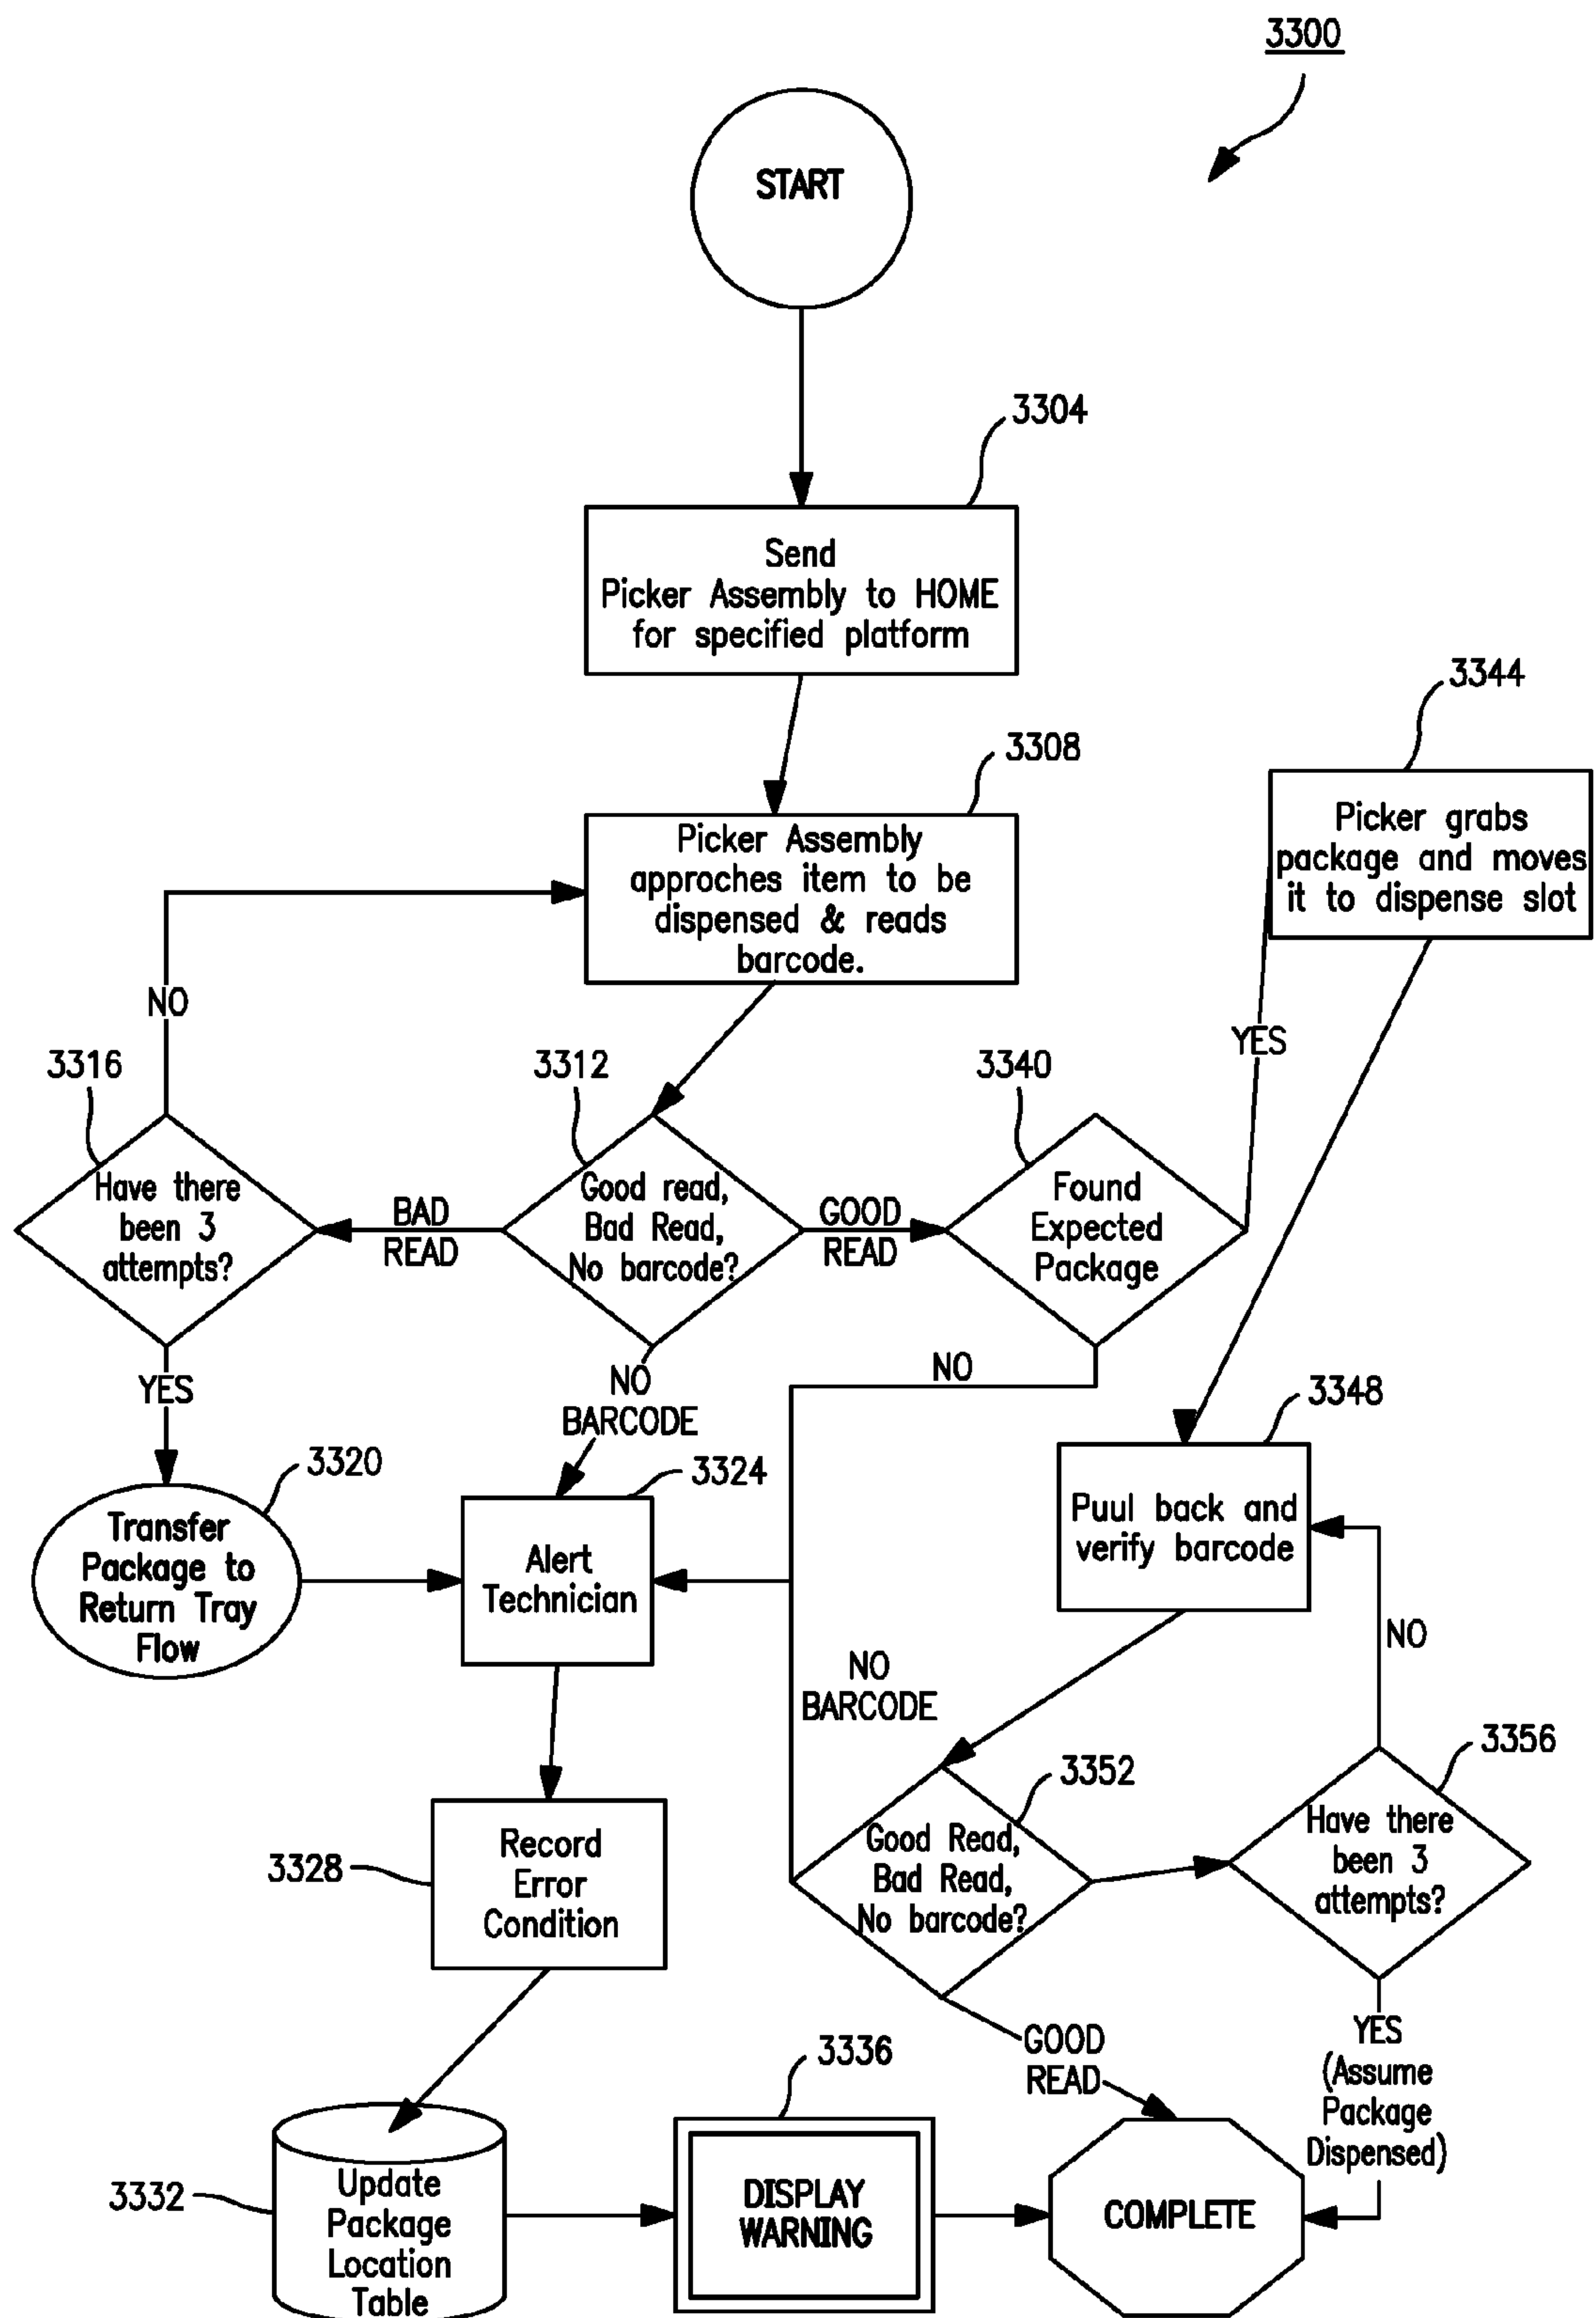 3300
START
3304
Send
Picker Assembly to HOME
for specified platform
3344
3308
Picker grabs
package and moves
it to dispense slot
Picker Assembly
approches item to be
dispensed & reads
barcode.
NO
YES
3316
3312
3340
Have there
been 3
attempts?
BAD
READ
Good read,
Bad Read,
No barcode?
GOOD
READ
Found
Expected
Package
YES
NO
BARCODE
NO
3348
3320
3324
Transfer
Package to
Return Tray
Flow
Alert
Technician
Puul back and
verify barcode
NO
NO
BARCODE
3356
3352
3328
Record
Error
Condition
Good Read,
Bad Read,
No barcode?
Have there
been 3
attempts?
GOOD
READ
YES
(Assume
Package
Dispensed)
3336
3332
Update
Package
Location
Table
DISPLAY
WARNING
COMPLETE